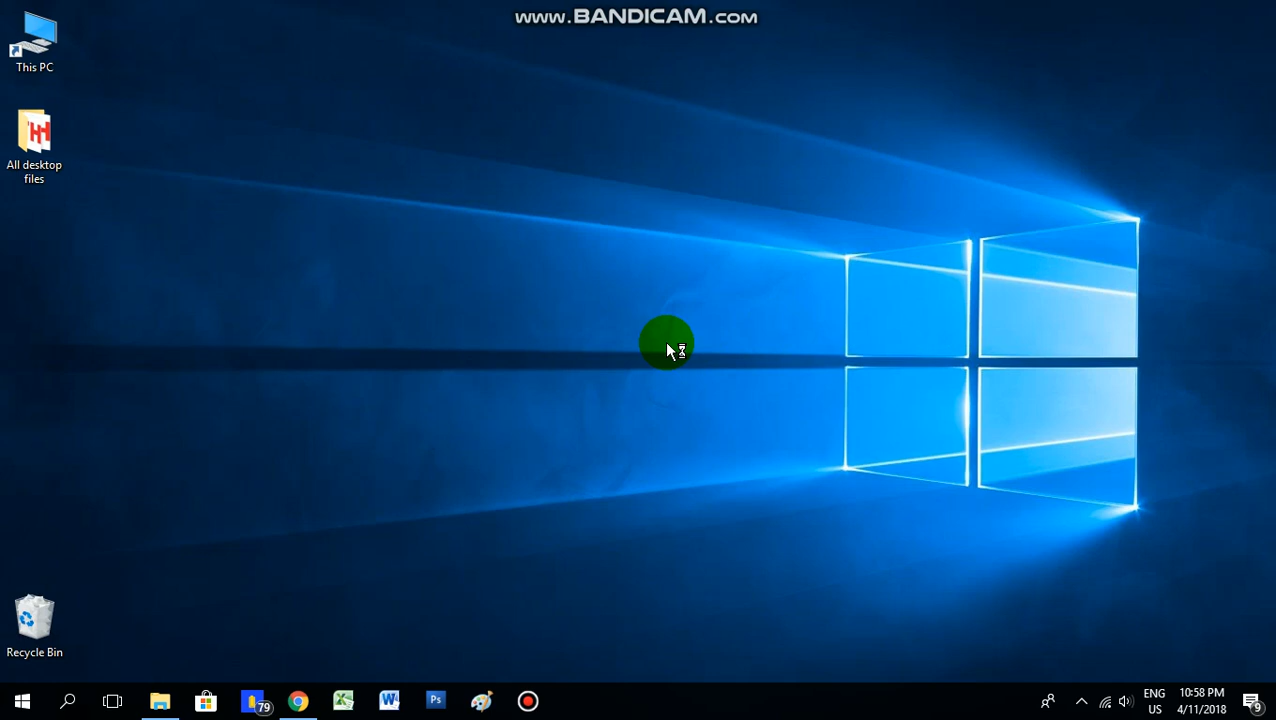 www.BANDICAM.com
This PC
All desktop
files
Recycle Bin
79
X
W
Ps
ENG
US
10:58 PM
4/11/2018
9